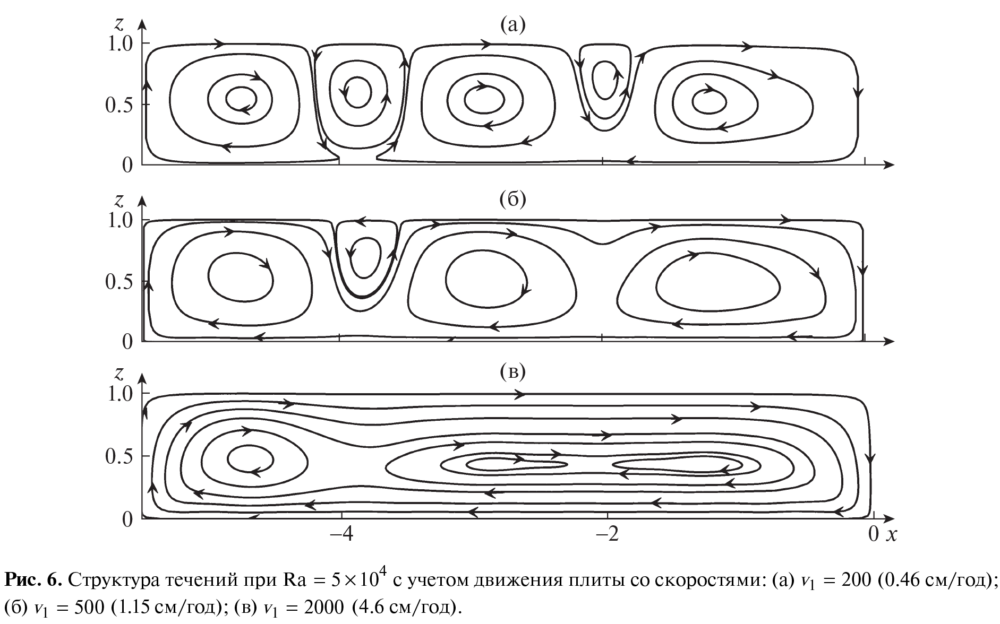 (а)
z
1.0
0.5
0
(б)
z
1.0
0.5
0
(в)
z
1.0
0.5
0
−4
−2
0 x
Рис. 6. Структура течений при Ra = 5×10⁴ с учетом движения плиты со скоростями: (а) v₁ = 200 (0.46 см/год);
(б) v₁ = 500 (1.15 см/год); (в) v₁ = 2000 (4.6 см/год).